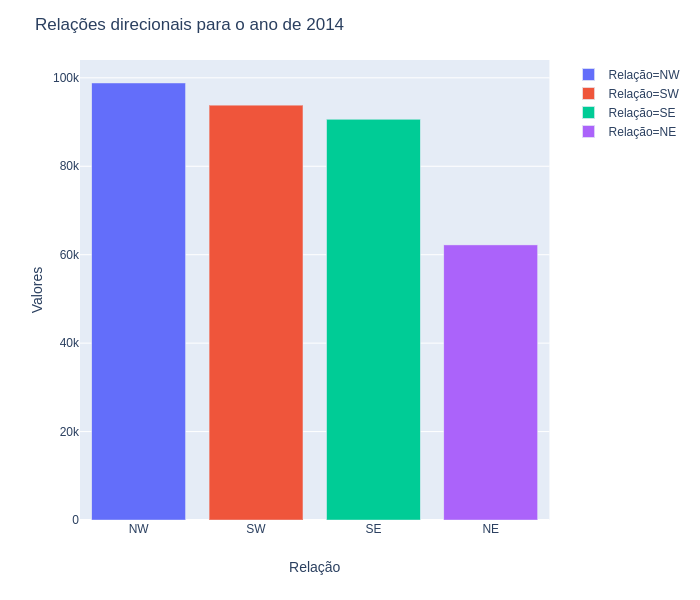 Relações direcionais para o ano de 2014
100k
80k
60k
40k
20k
0
Valores
NW
SW
SE
NE
Relação
Relação=NW
Relação=SW
Relação=SE
Relação=NE